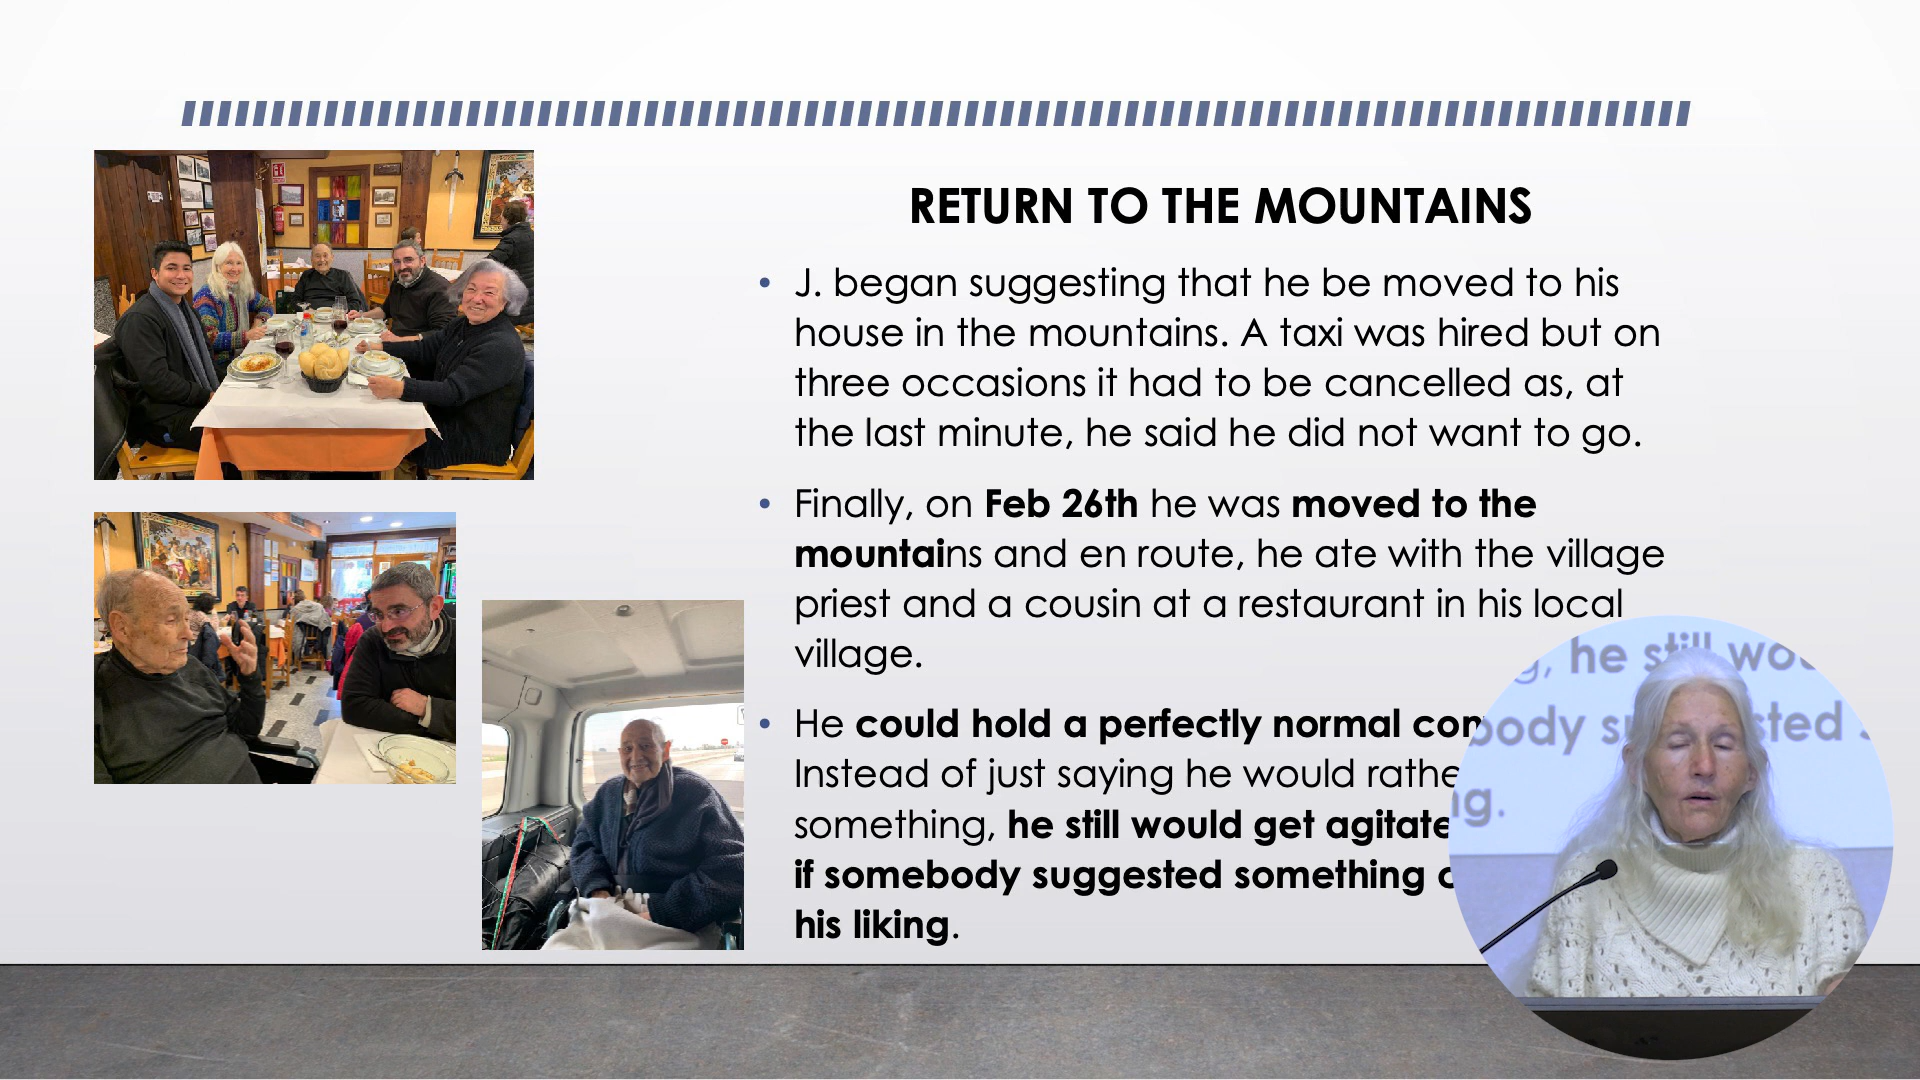 RETURN TO THE MOUNTAINS
• J. began suggesting that he be moved to his
house in the mountains. A taxi was hired but on
three occasions it had to be cancelled as, at
the last minute, he said he did not want to go.
• Finally, on Feb 26th he was moved to the
mountains and en route, he ate with the village
priest and a cousin at a restaurant in his local
village.
• He could hold a perfectly normal
Instead of just saying he would
something, he still would get
if somebody suggested something
his liking.
he still